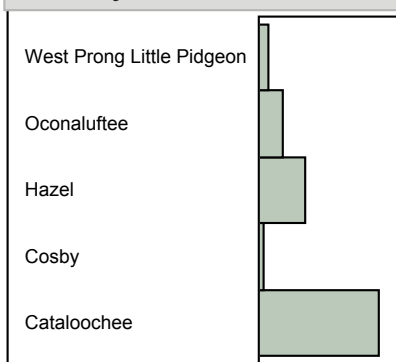 West Prong Little Pidgeon
Oconaluftee
Hazel
Cosby
Cataloochee